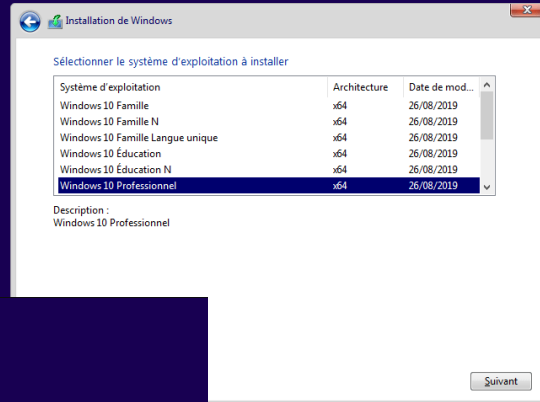 Installation de Windows
Sélectionner le système d'exploitation à installer
Système d'exploitation Architecture Date de mod...
Windows 10 Famille x64 26/08/2019
Windows 10 Famille N x64 26/08/2019
Windows 10 Famille Langue unique x64 26/08/2019
Windows 10 Éducation x64 26/08/2019
Windows 10 Éducation N x64 26/08/2019
Windows 10 Professionnel x64 26/08/2019
Description :
Windows 10 Professionnel
Suivant